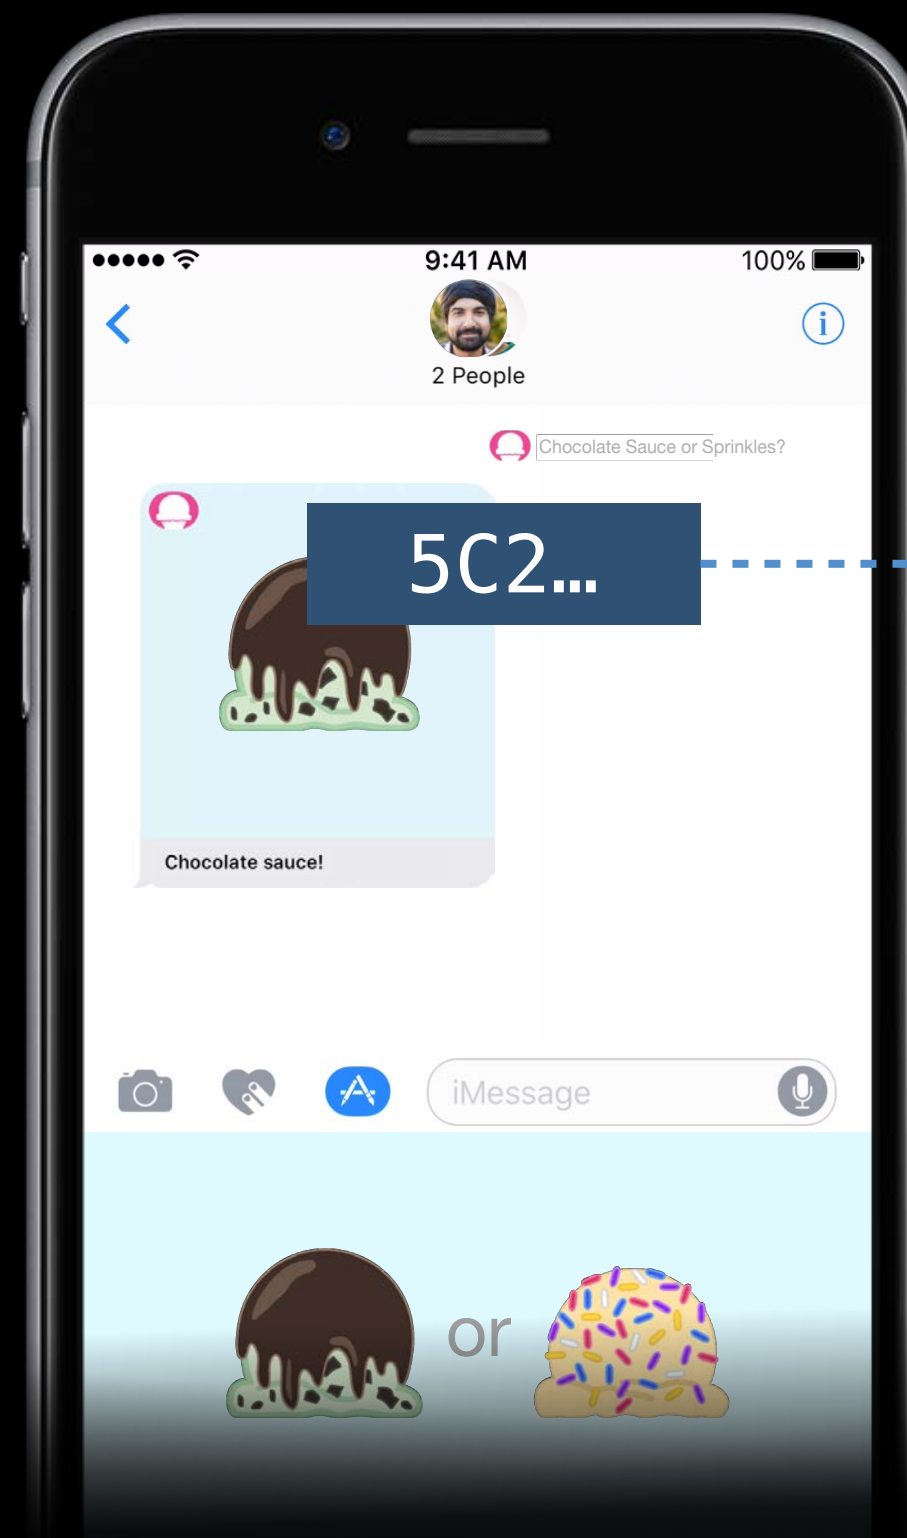 9:41 AM
100%
2 People
Chocolate Sauce or Sprinkles?
5C2…
Chocolate sauce!
iMessage
or